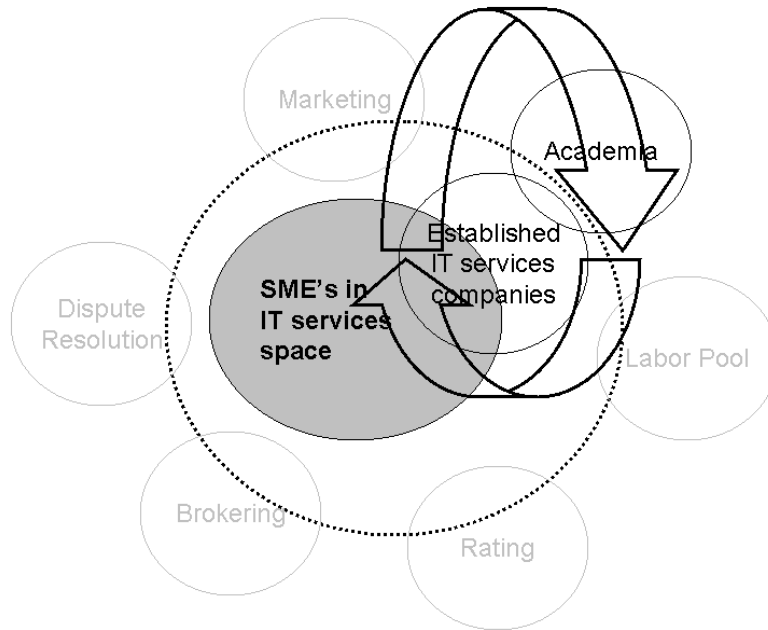 Marketing
Academia
Established
IT services
companies
SME's in
IT services
space
Dispute
Resolution
Labor Pool
Brokering
Rating